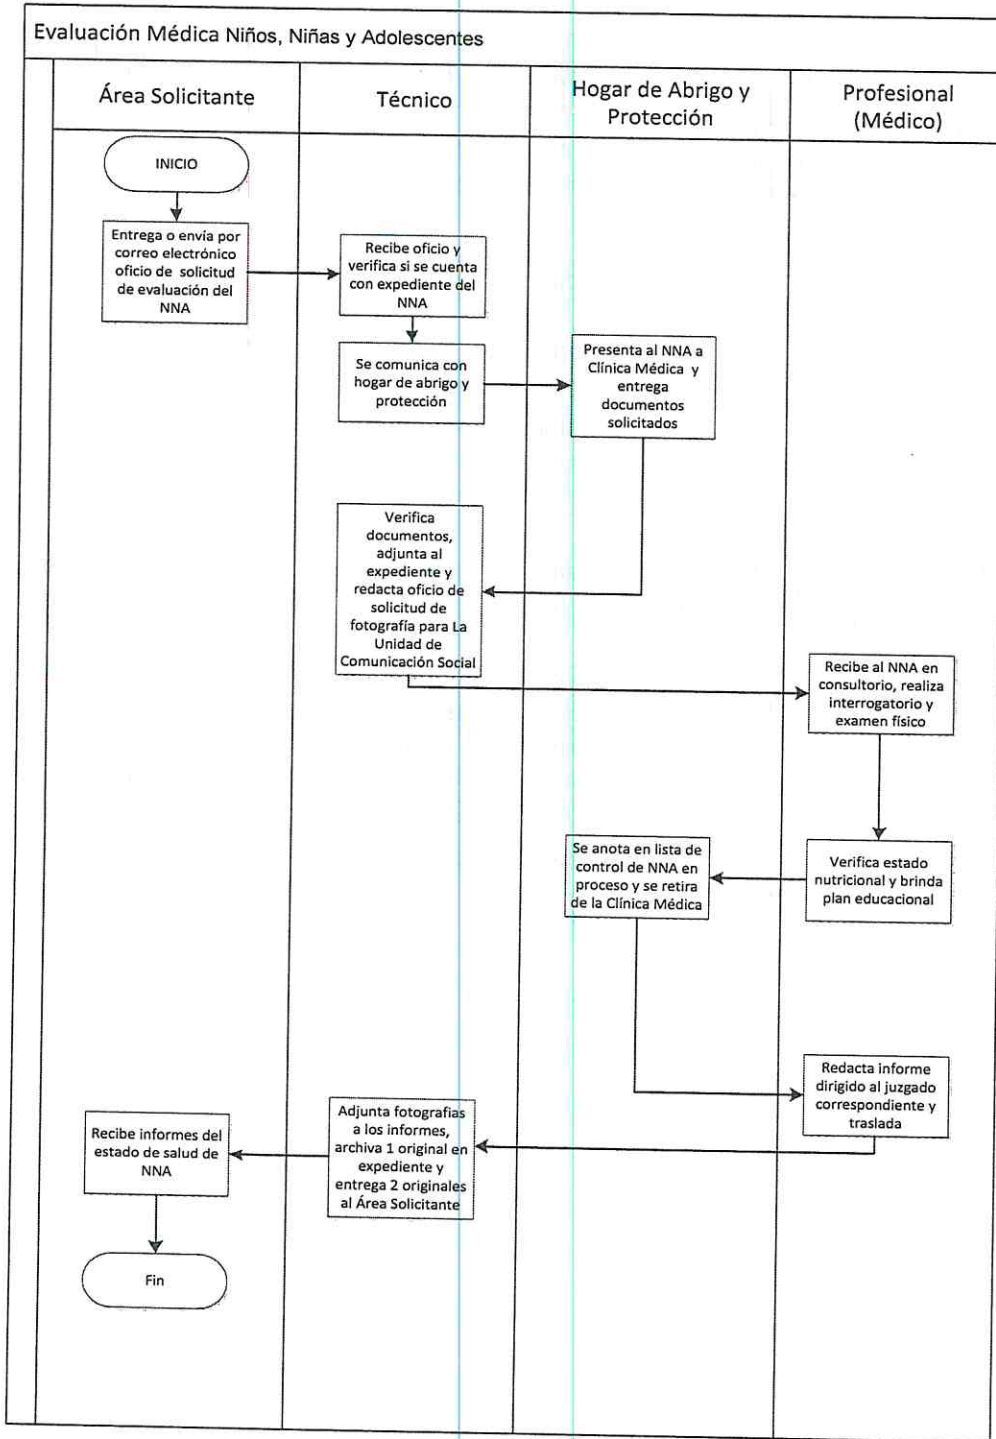 Evaluación Médica Niños, Niñas y Adolescentes
Área Solicitante
Técnico
Hogar de Abrigo y
Protección
Profesional
(Médico)
INICIO
Entrega o envía por
correo electrónico
oficio de solicitud
de evaluación del
NNA
Recibe oficio y
verifica si se cuenta
con expediente del
NNA
Se comunica con
hogar de abrigo y
protección
Presenta al NNA a
Clínica Médica y
entrega
documentos
solicitados
Verifica
documentos,
adjunta al
expediente y
redacta oficio de
solicitud de
fotografía para La
Unidad de
Comunicación Social
Recibe al NNA en
consultorio, realiza
interrogatorio y
examen físico
Verifica estado
nutricional y brinda
plan educacional
Se anota en lista de
control de NNA en
proceso y se retira
de la Clínica Médica
Redacta informe
dirigido al juzgado
correspondiente y
traslada
Adjunta fotografias
a los informes,
archiva 1 original en
expediente y
entrega 2 originales
al Área Solicitante
Recibe informes del
estado de salud de
NNA
Fin